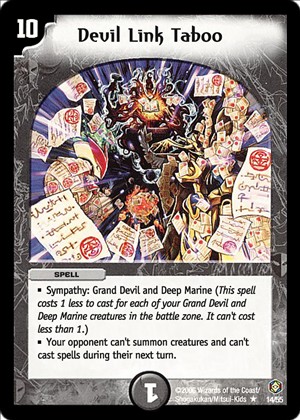 10
Devil Link Taboo
SPELL
▪ Sympathy: Grand Devil and Deep Marine (This spell
costs 1 less to cast for each of your Grand Devil and
Deep Marine creatures in the battle zone. It can't cost
less than 1.)
▪ Your opponent can't summon creatures and can't
cast spells during their next turn.
1
©2006 Wizards of the Coast/
Shogakukan/Mitsui-Kids ★ 14/55